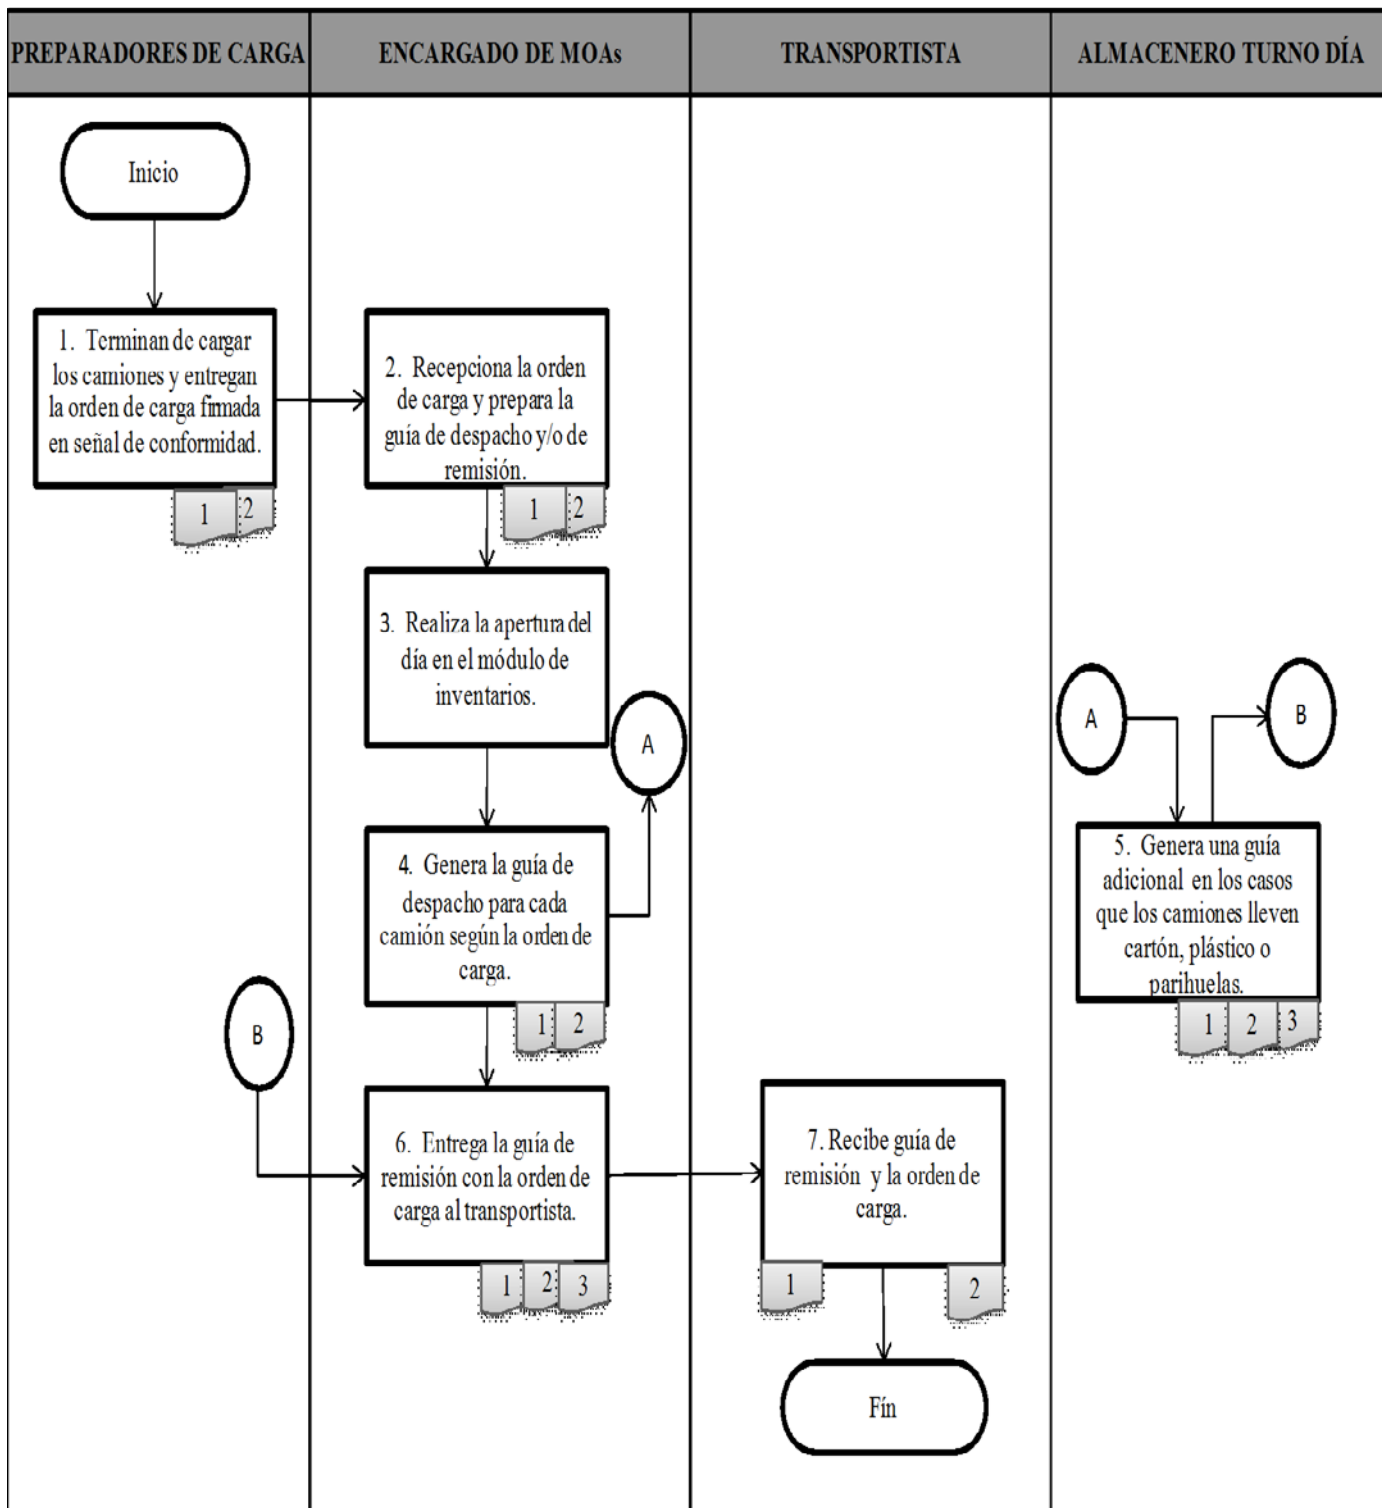 PREPARADORES DE CARGA
ENCARGADO DE MOAs
TRANSPORTISTA
ALMACENERO TURNO DÍA
Inicio
1. Terminan de cargar
los camiones y entregan
la orden de carga firmada
en señal de conformidad.
1 2
2. Recepciona la orden
de carga y prepara la
guía de despacho y/o de
remisión.
1 2
3. Realiza la apertura del
día en el módulo de
inventarios.
A
4. Genera la guía de
despacho para cada
camión según la orden de
carga.
1 2
A
B
5. Genera una guía
adicional en los casos
que los camiones lleven
cartón, plástico o
parihuelas.
1 2 3
B
6. Entrega la guía de
remisión con la orden de
carga al transportista.
1 2 3
7. Recibe guía de
remisión y la orden de
carga.
1 2
Fín